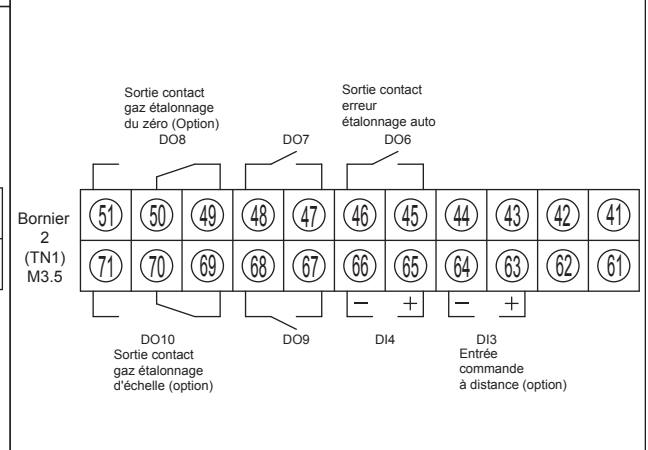 Sortie contact
gaz étalonnage
du zéro (Option)
DO8
DO7
Sortie contact
erreur
étalonnage auto
DO6
Bornier
2
(TN1)
M3.5
51 50 49 48 47 46 45 44 43 42 41
71 70 69 68 67 66 65 64 63 62 61
− + − +
DO10
Sortie contact
gaz étalonnage
d'échelle (option)
DO9
DI4
DI3
Entrée
commande
à distance (option)